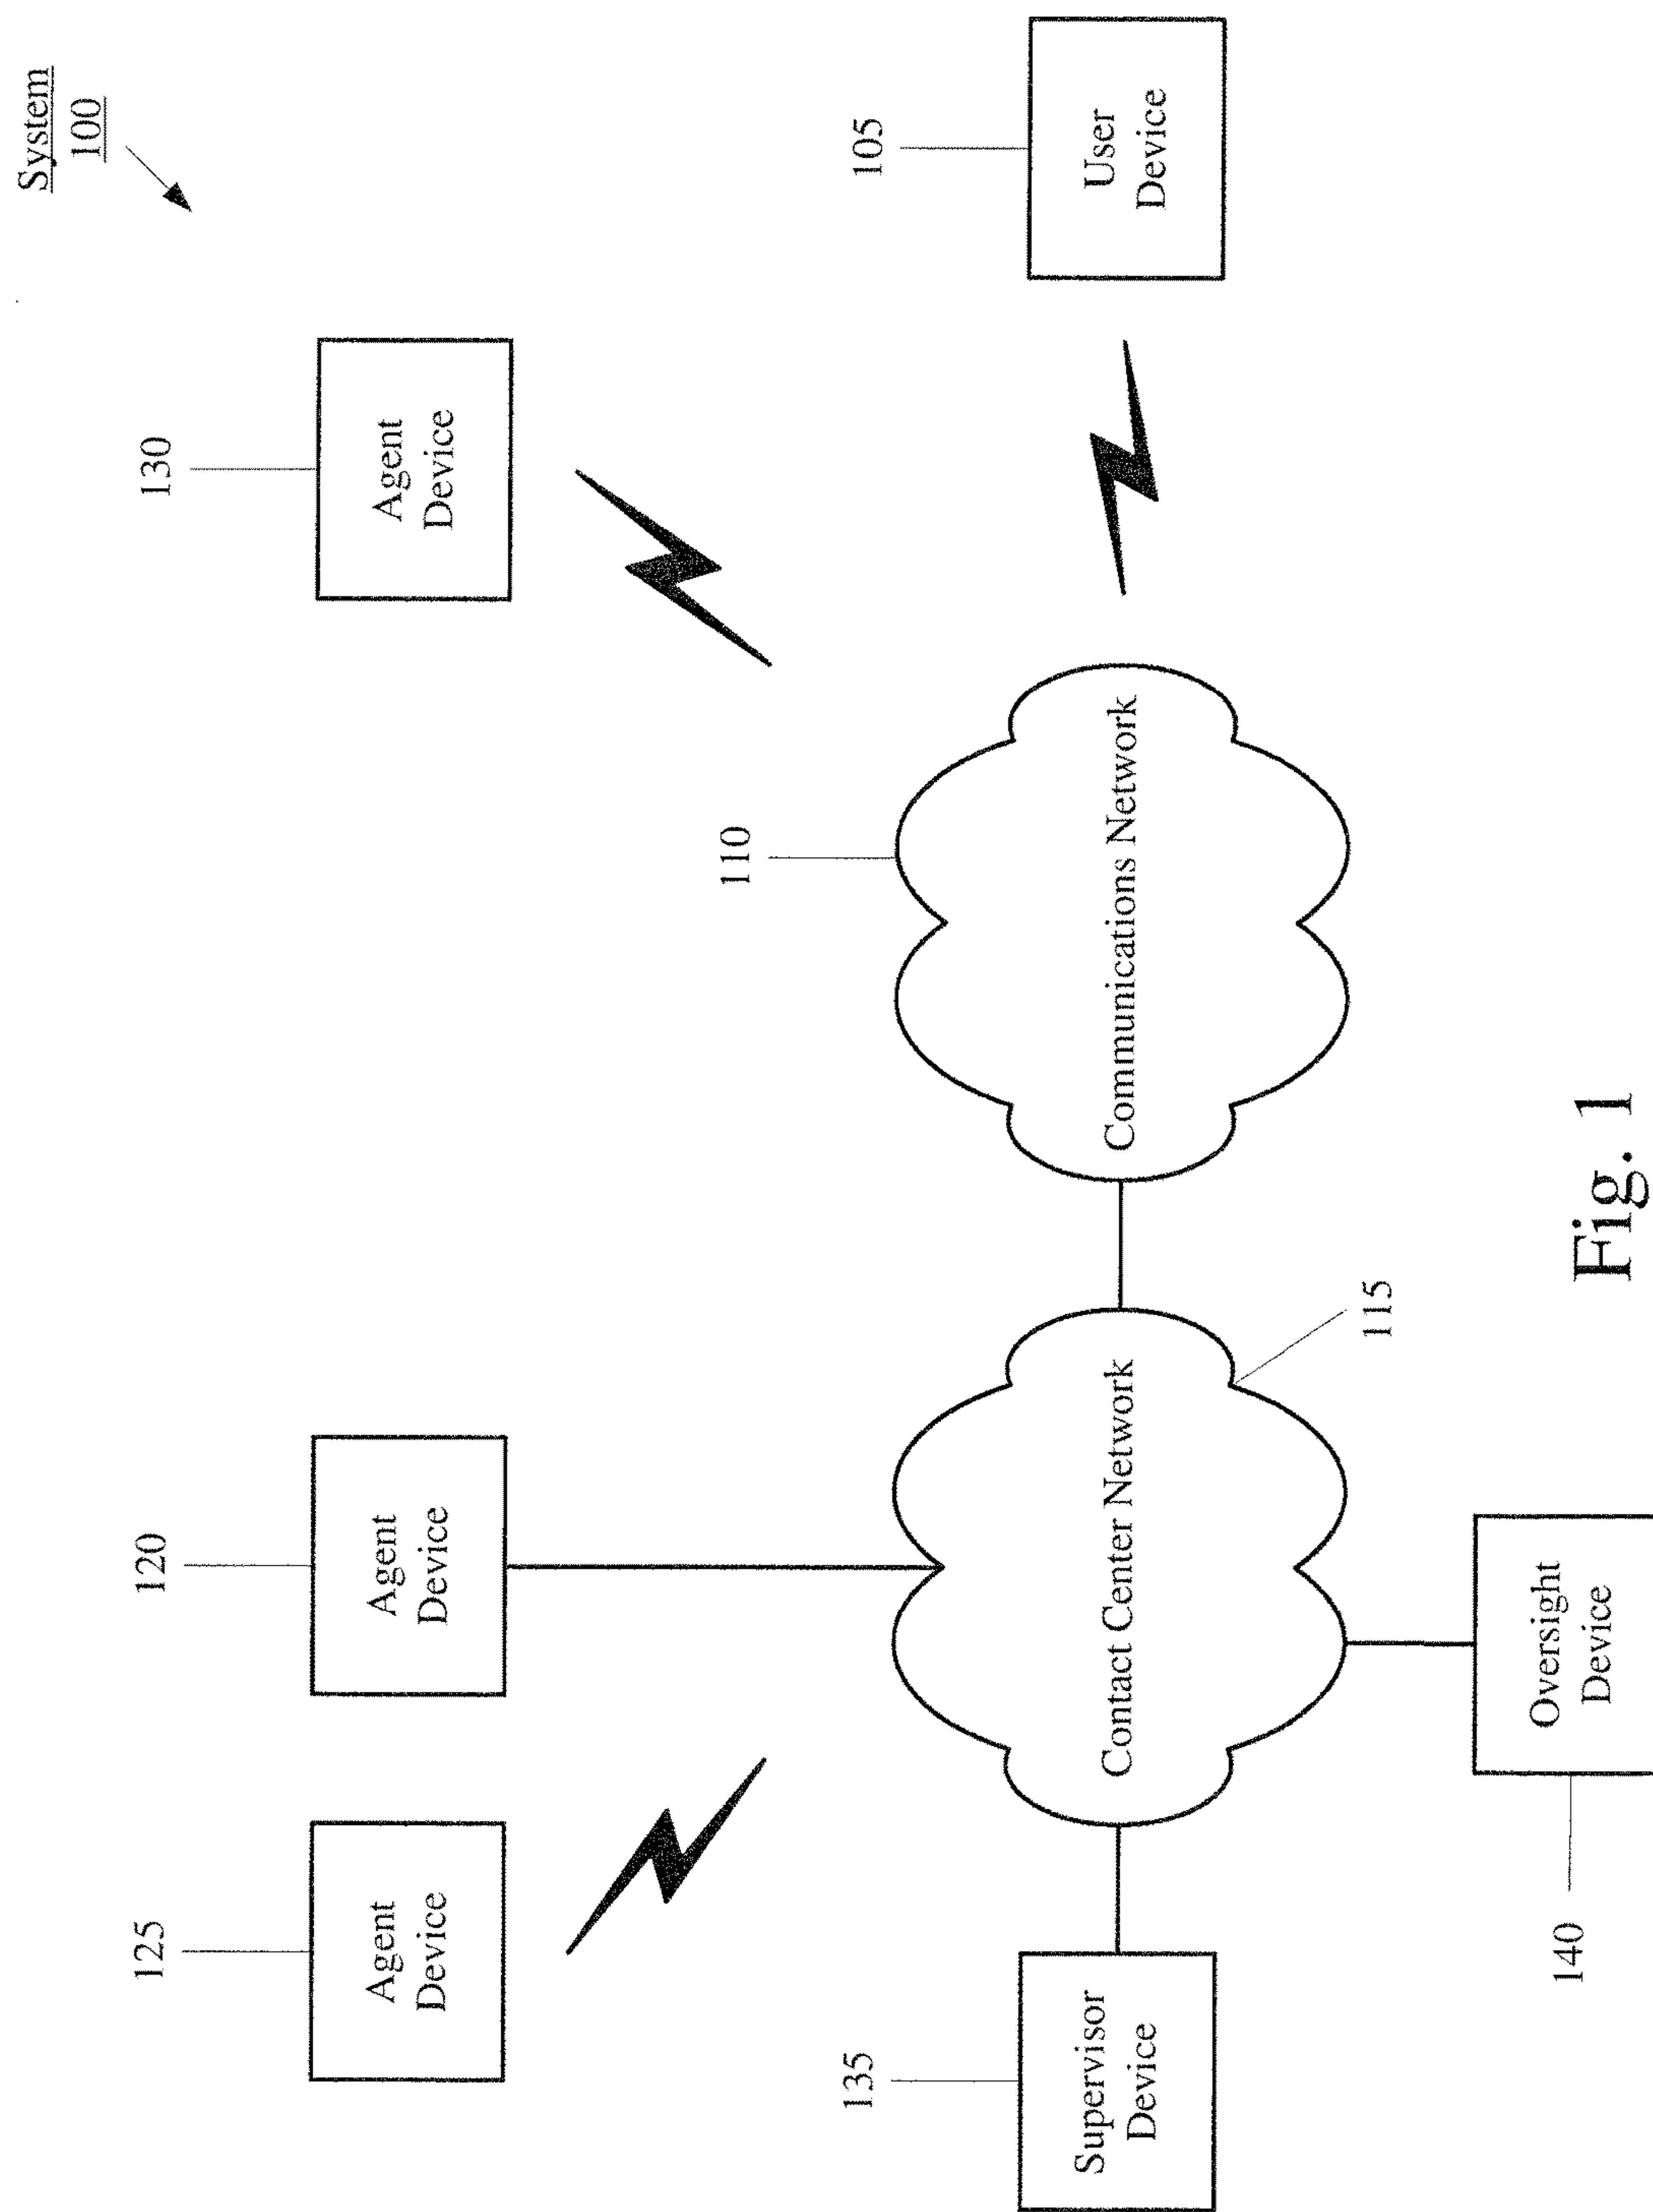 System
100
125
Agent
Device
120
Agent
Device
130
Agent
Device
135
Supervisor
Device
Contact Center Network
115
110
Communications Network
105
User
Device
140
Oversight
Device
Fig. 1